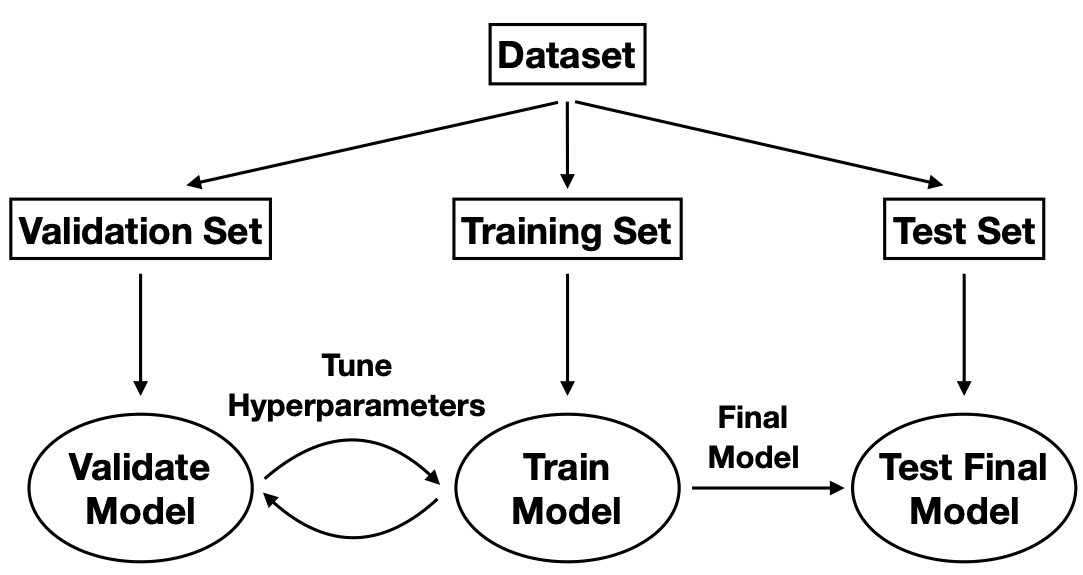 Dataset
Validation Set
Training Set
Test Set
Tune
Hyperparameters
Final
Model
Validate
Model
Train
Model
Test Final
Model